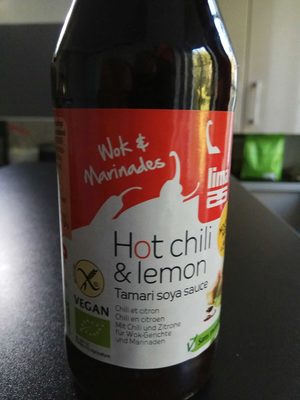 Wok &
Marinades
lima
Hot chili
& lemon
Tamari soya sauce
VEGAN
Chili et citron
Chili en citroen
Mit Chili und Zitrone
für Wok-Gerichte
und Marinaden